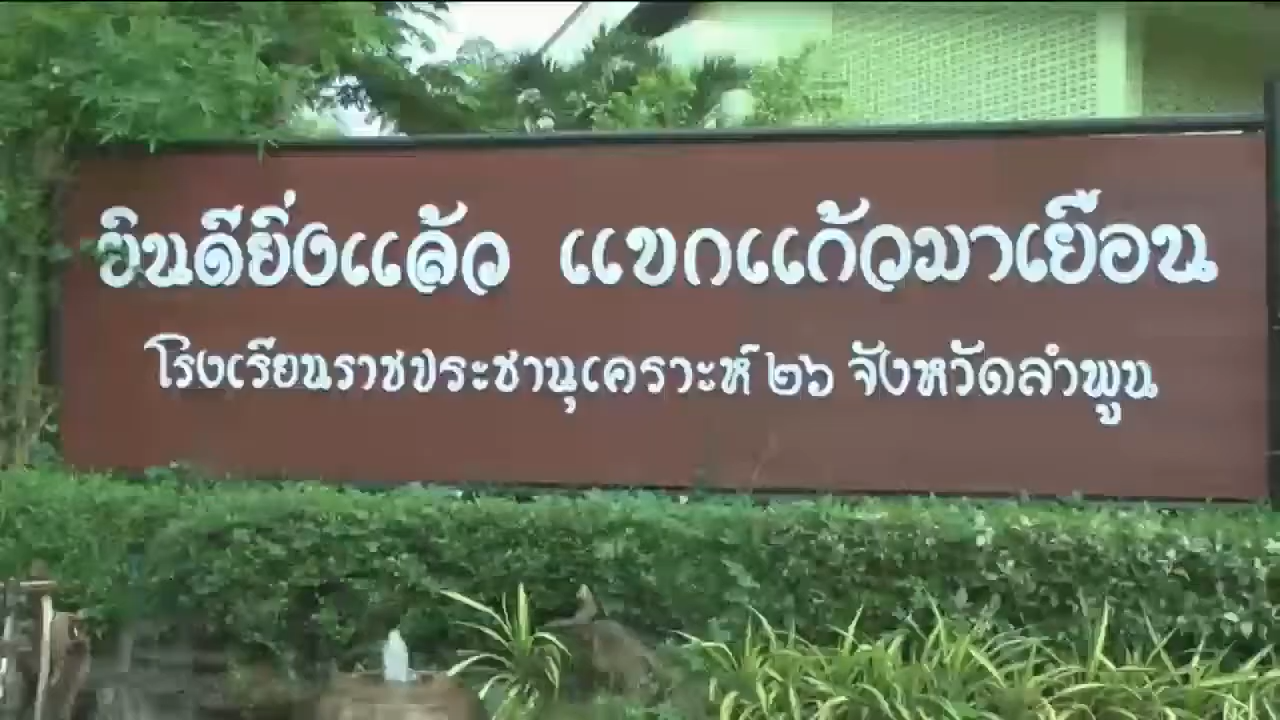 ยินดียิ่งแล้ว แขกแก้วมาเยือน
โรงเรียนราชประชานุเคราะห์ ๒๖ จังหวัดลำพูน